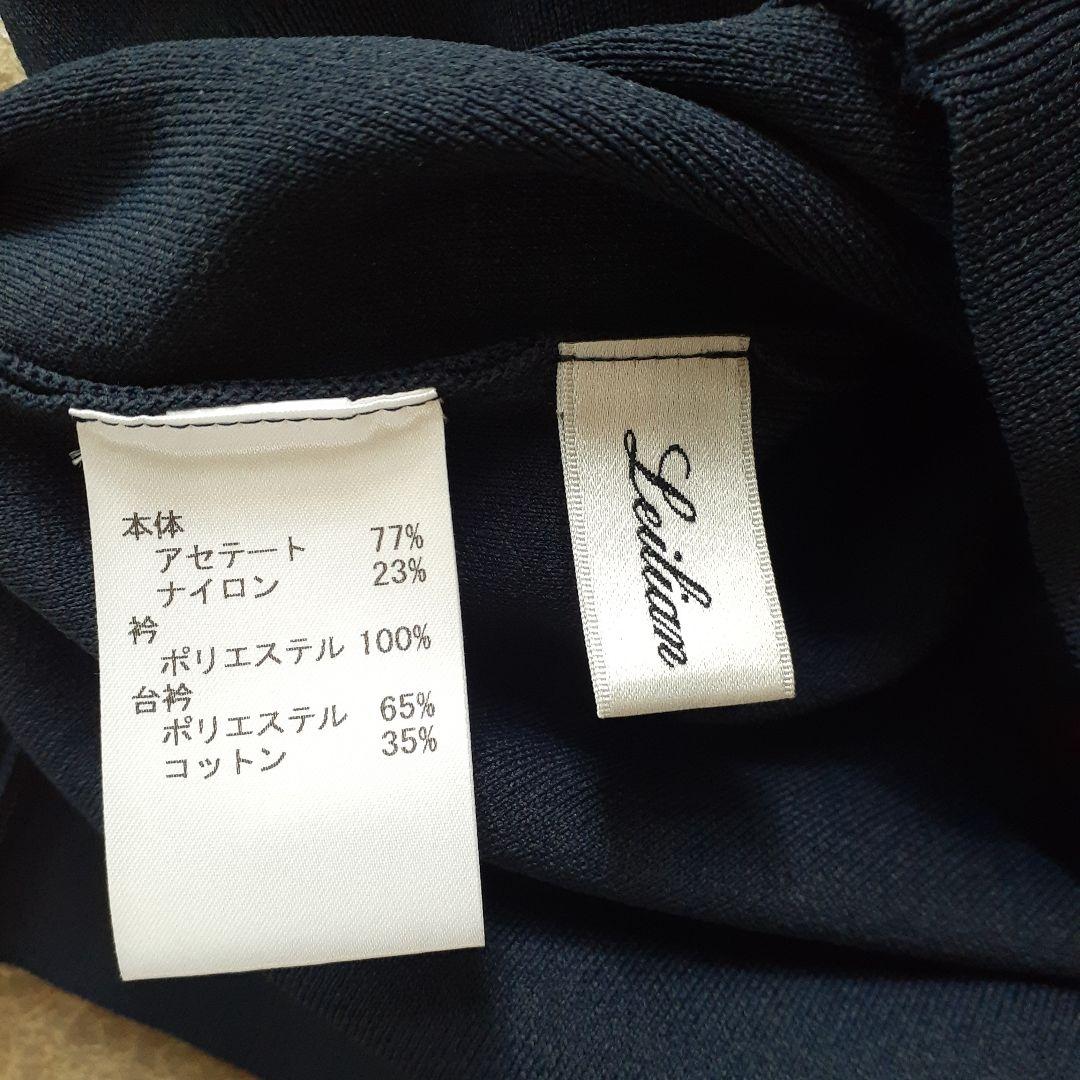 本体
アセテート 77%
ナイロン 23%
衿
ポリエステル 100%
台衿
ポリエステル 65%
コットン 35%
Leilian